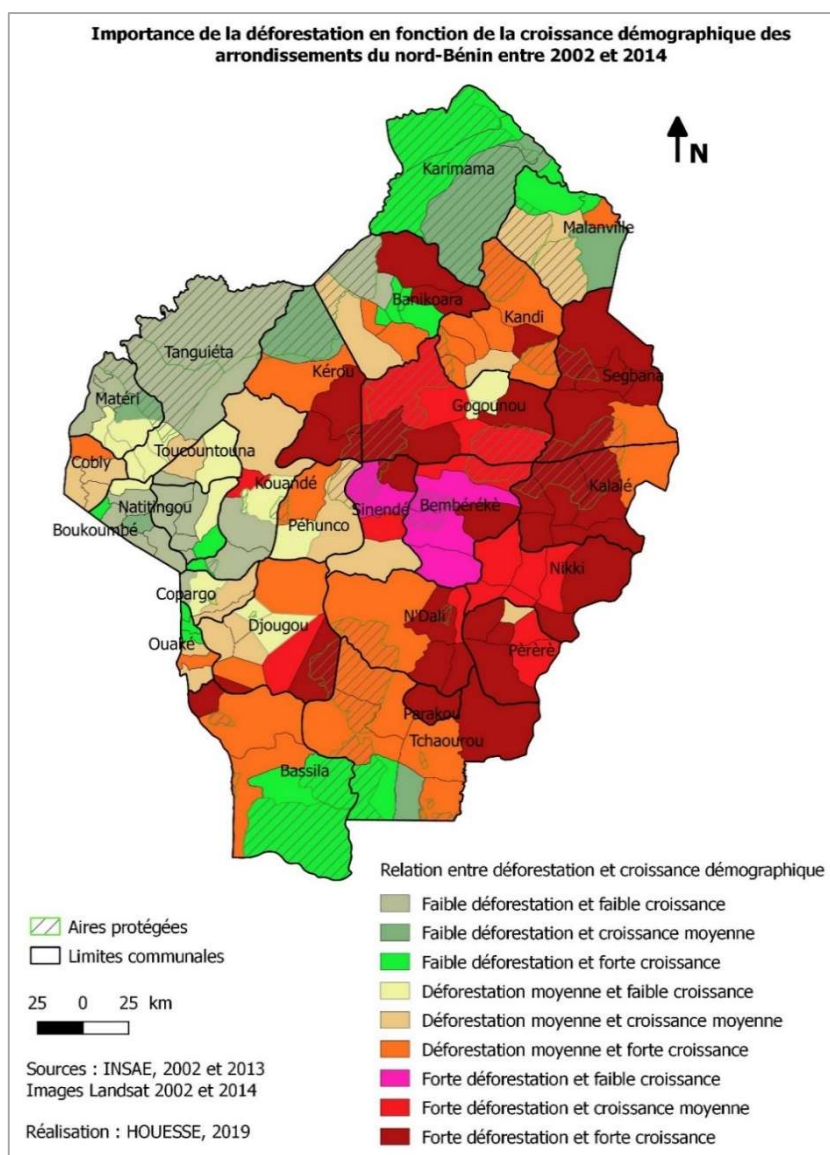 Importance de la déforestation en fonction de la croissance démographique des
arrondissements du nord-Bénin entre 2002 et 2014
N
Karimama
Malanville
Banikoara
Kandi
Tanguiéta
Kérou
Segbana
Matéri
Gogounou
Toucountouna
Cobly
Kouandé
Kalalé
Natitingou
Sinendé
Bembérékè
Péhunco
Boukoumbé
Nikki
Copargo
N'Dali
Djougou
Ouaké
Pèrèrè
Parakou
Tchaourou
Bassila
Relation entre déforestation et croissance démographique
Faible déforestation et faible croissance
Faible déforestation et croissance moyenne
Faible déforestation et forte croissance
Déforestation moyenne et faible croissance
Déforestation moyenne et croissance moyenne
Déforestation moyenne et forte croissance
Forte déforestation et faible croissance
Forte déforestation et croissance moyenne
Forte déforestation et forte croissance
Aires protégées
Limites communales
25 0 25 km
Sources : INSAE, 2002 et 2013
Images Landsat 2002 et 2014
Réalisation : HOUESSE, 2019